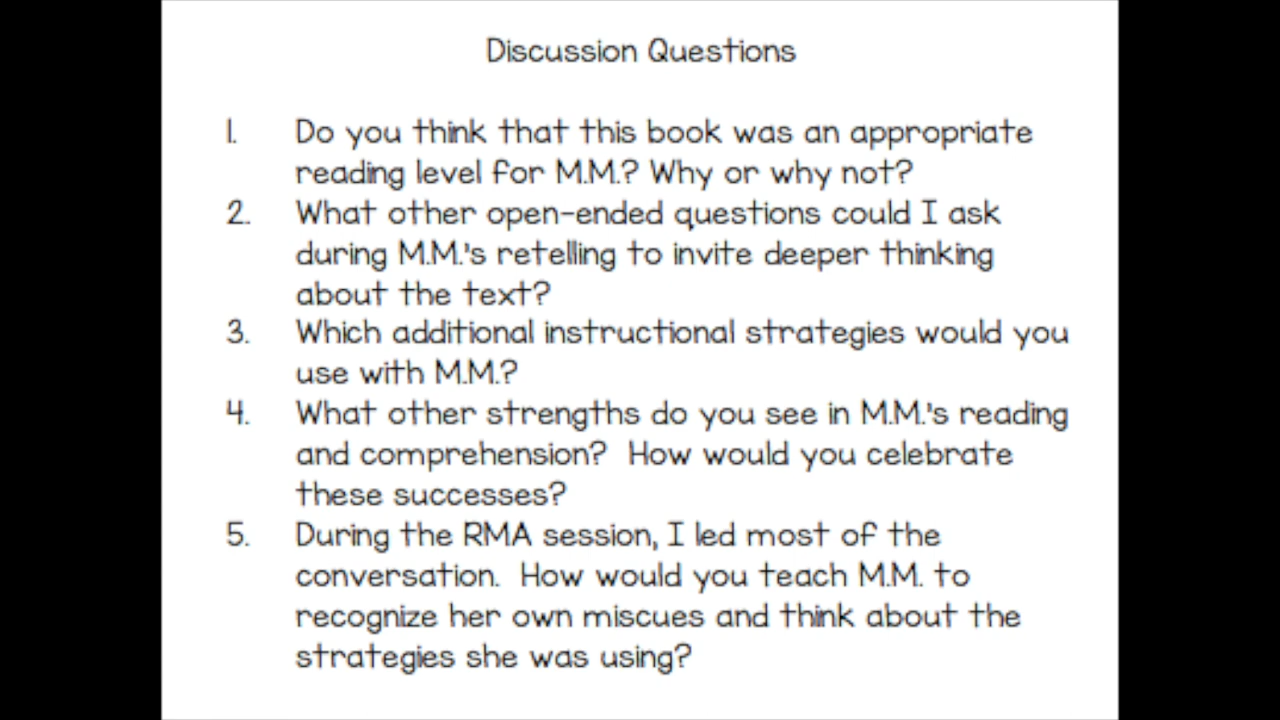 Discussion Questions
1. Do you think that this book was an appropriate
reading level for M.M.? Why or why not?
2. What other open-ended questions could I ask
during M.M.'s retelling to invite deeper thinking
about the text?
3. Which additional instructional strategies would you
use with M.M.?
4. What other strengths do you see in M.M.'s reading
and comprehension? How would you celebrate
these successes?
5. During the RMA session, I led most of the
conversation. How would you teach M.M. to
recognize her own miscues and think about the
strategies she was using?